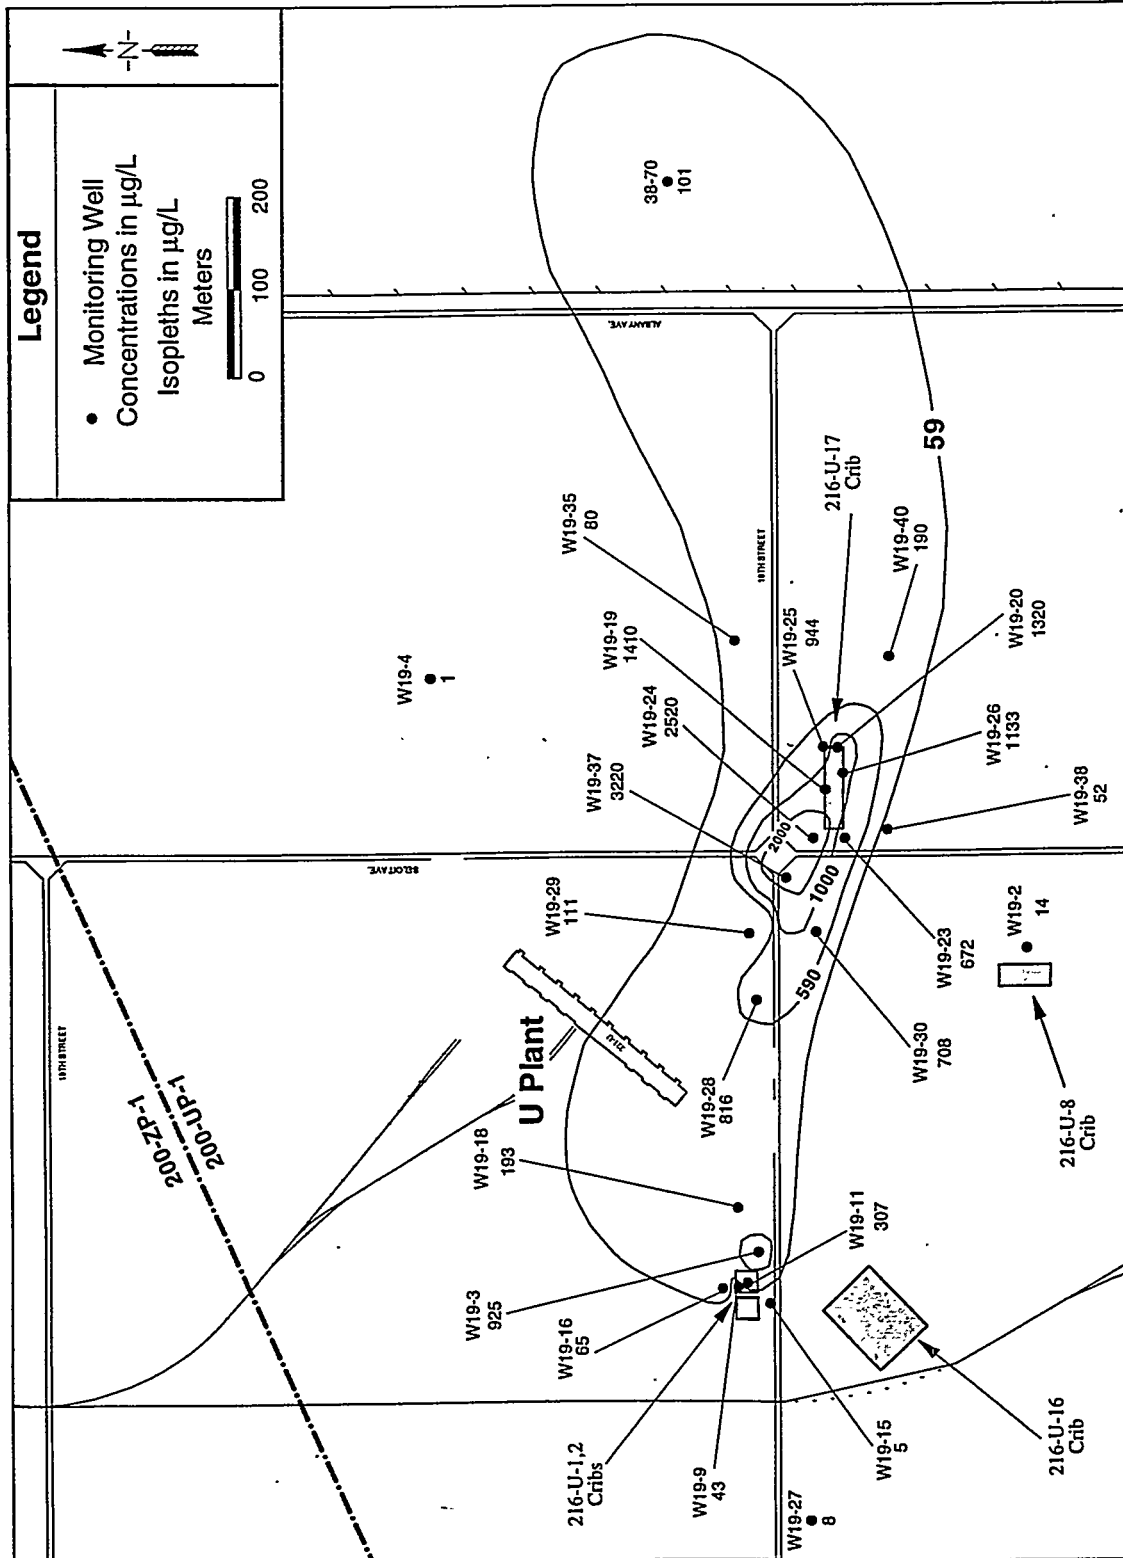 Legend
-N-
Monitoring Well
Concentrations in µg/L
Isopleths in µg/L
Meters
0 100 200
200-ZP-1
200-UP-1
W19-4
1
38-70
101
BELOIT AVE.
ALBANY AVE.
U Plant
221-U
W19-18
193
W19-3
925
W19-16
65
216-U-1,2
Cribs
W19-9
43
W19-27
8
W19-15
5
W19-11
307
W19-28
816
W19-29
111
W19-37
3220
W19-24
2520
W19-19
1410
W19-35
80
16TH STREET
W19-25
944
216-U-17
Crib
59
2000
1000
590
W19-40
190
W19-20
1320
W19-26
1133
W19-38
52
W19-23
672
W19-30
708
W19-2
14
216-U-8
Crib
216-U-16
Crib